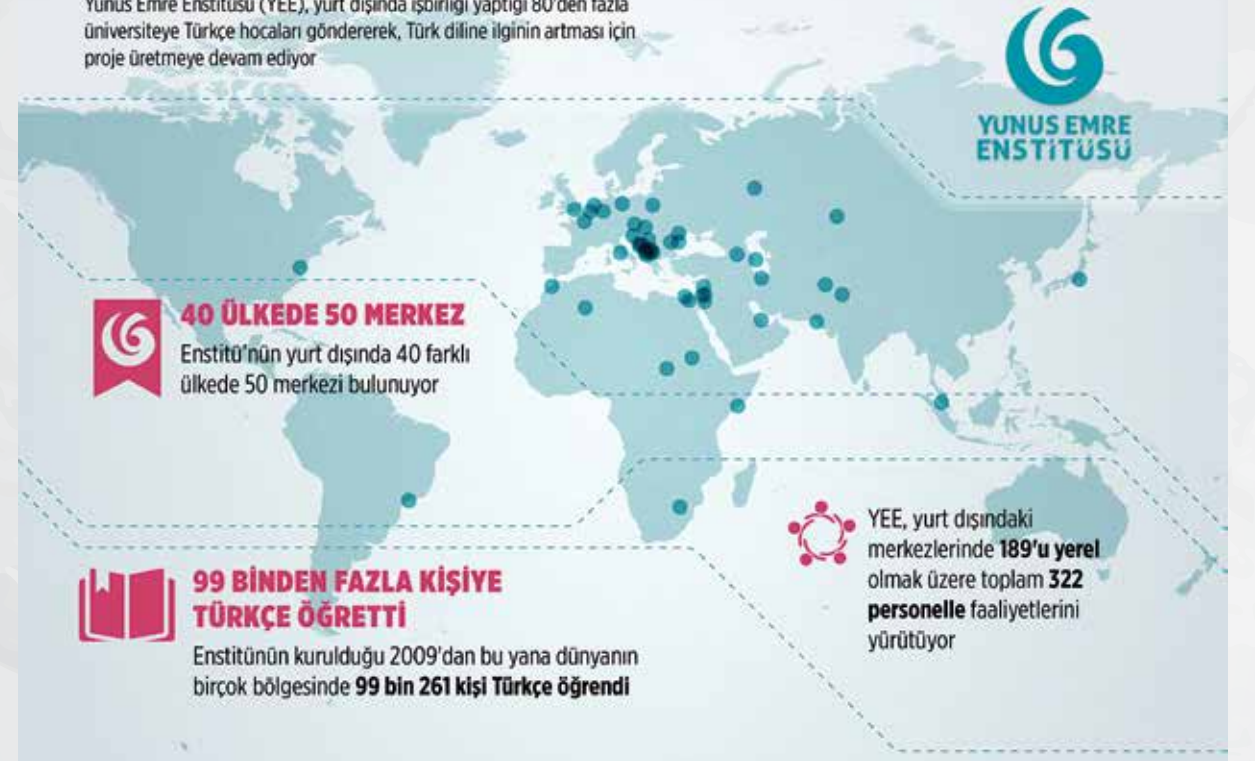 Yunus Emre Enstitüsü (YEE), yurt dışında işbirliği yaptığı 80'den fazla
üniversiteye Türkçe hocaları göndererek, Türk diline ilginin artması için
proje üretmeye devam ediyor
YUNUS EMRE
ENSTİTÜSÜ
40 ÜLKEDE 50 MERKEZ
Enstitü'nün yurt dışında 40 farklı
ülkede 50 merkezi bulunuyor
99 BİNDEN FAZLA KİŞİYE
TÜRKÇE ÖĞRETTİ
Enstitünün kurulduğu 2009'dan bu yana dünyanın
birçok bölgesinde 99 bin 261 kişi Türkçe öğrendi
YEE, yurt dışındaki
merkezlerinde 189'u yerel
olmak üzere toplam 322
personelle faaliyetlerini
yürütüyor